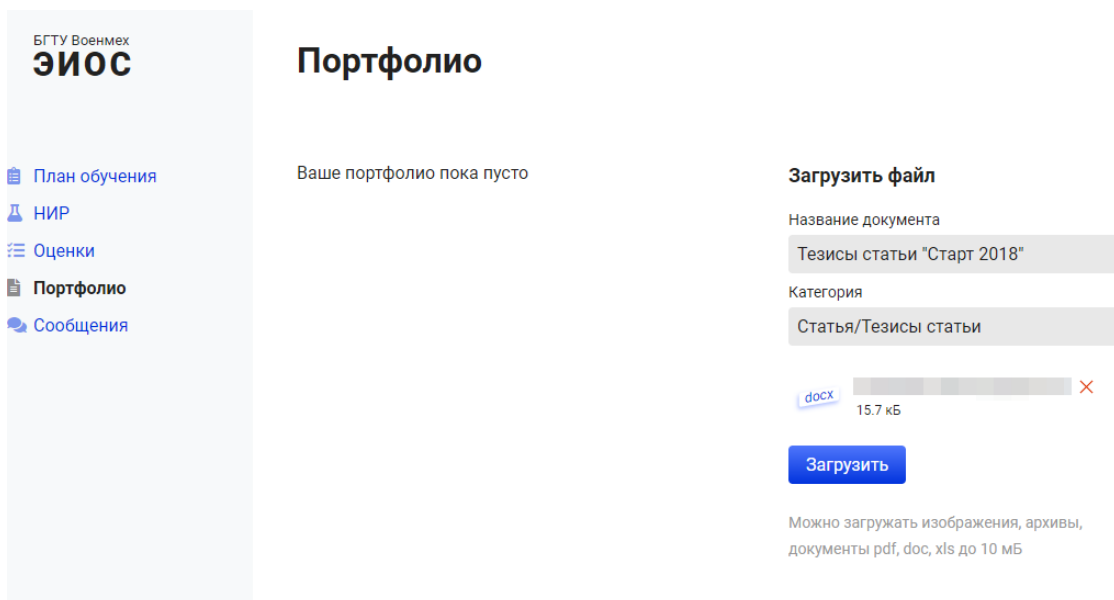 БГТУ Военмех
ЭИОС
План обучения
НИР
Оценки
Портфолио
Сообщения
Портфолио
Ваше портфолио пока пусто
Загрузить файл
Название документа
Тезисы статьи "Старт 2018"
Категория
Статья/Тезисы статьи
docx
15.7 кБ
Загрузить
Можно загружать изображения, архивы,
документы pdf, doc, xls до 10 мБ